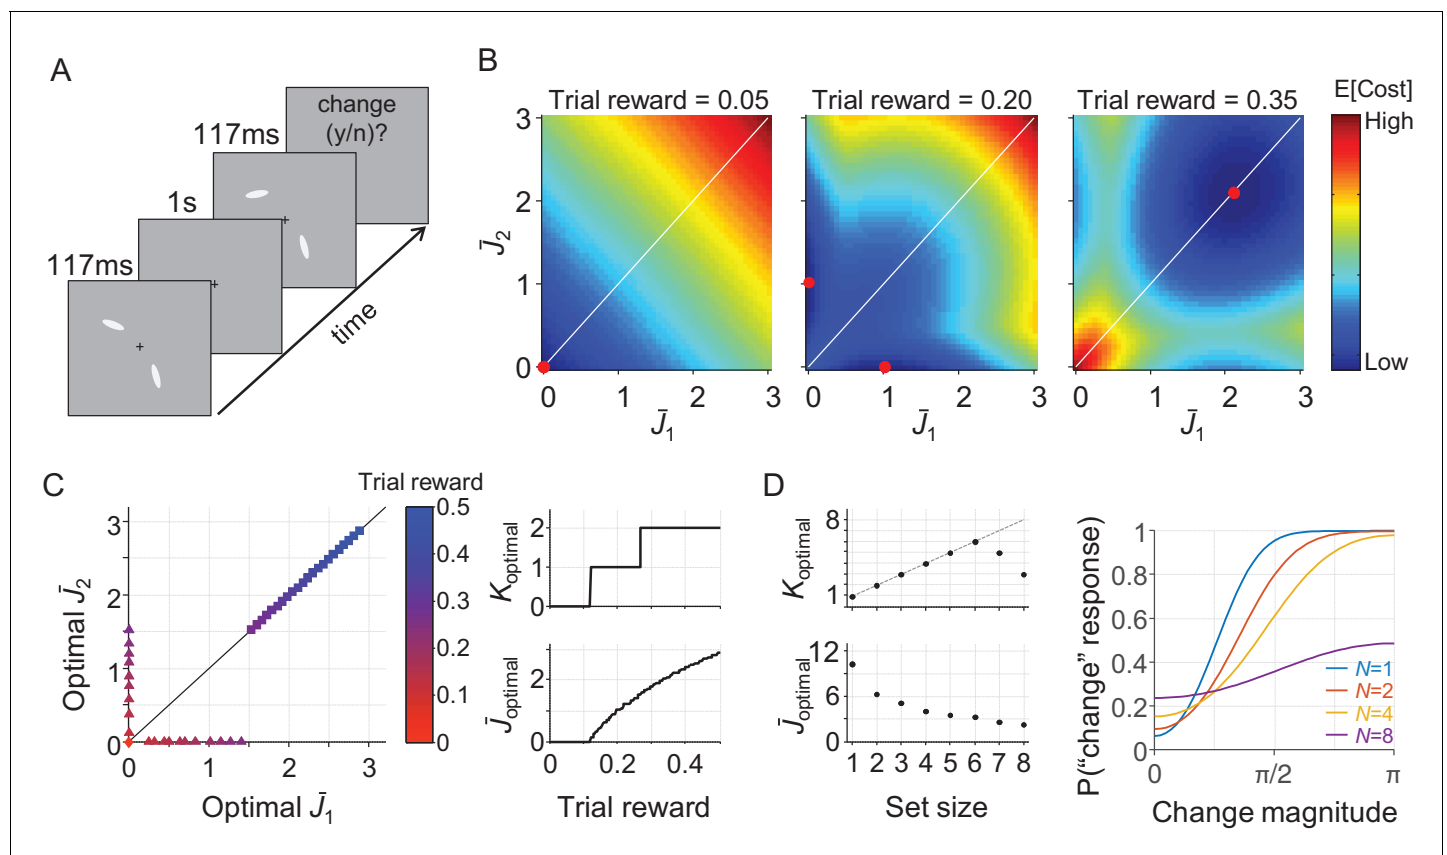 A
117ms
1s
117ms
change
(y/n)?
time
B
Trial reward = 0.05
Trial reward = 0.20
Trial reward = 0.35
E[Cost]
High
Low
J̄2
3
2
1
0
0 1 2 3
J̄1
0 1 2 3
J̄1
0 1 2 3
C
Trial reward
0.5
0.4
0.3
0.2
0.1
0
Optimal J̄2
3
2
1
0
0 1 2 3
Optimal J̄1
Koptimal
2
1
0
J̄optimal
2
0
0 0.2 0.4
Trial reward
D
Koptimal
8
1
J̄optimal
12
6
0
1 2 3 4 5 6 7 8
Set size
P(“change” response)
1
0.8
0.6
0.4
0.2
0
N=1
N=2
N=4
N=8
0 π/2 π
Change magnitude